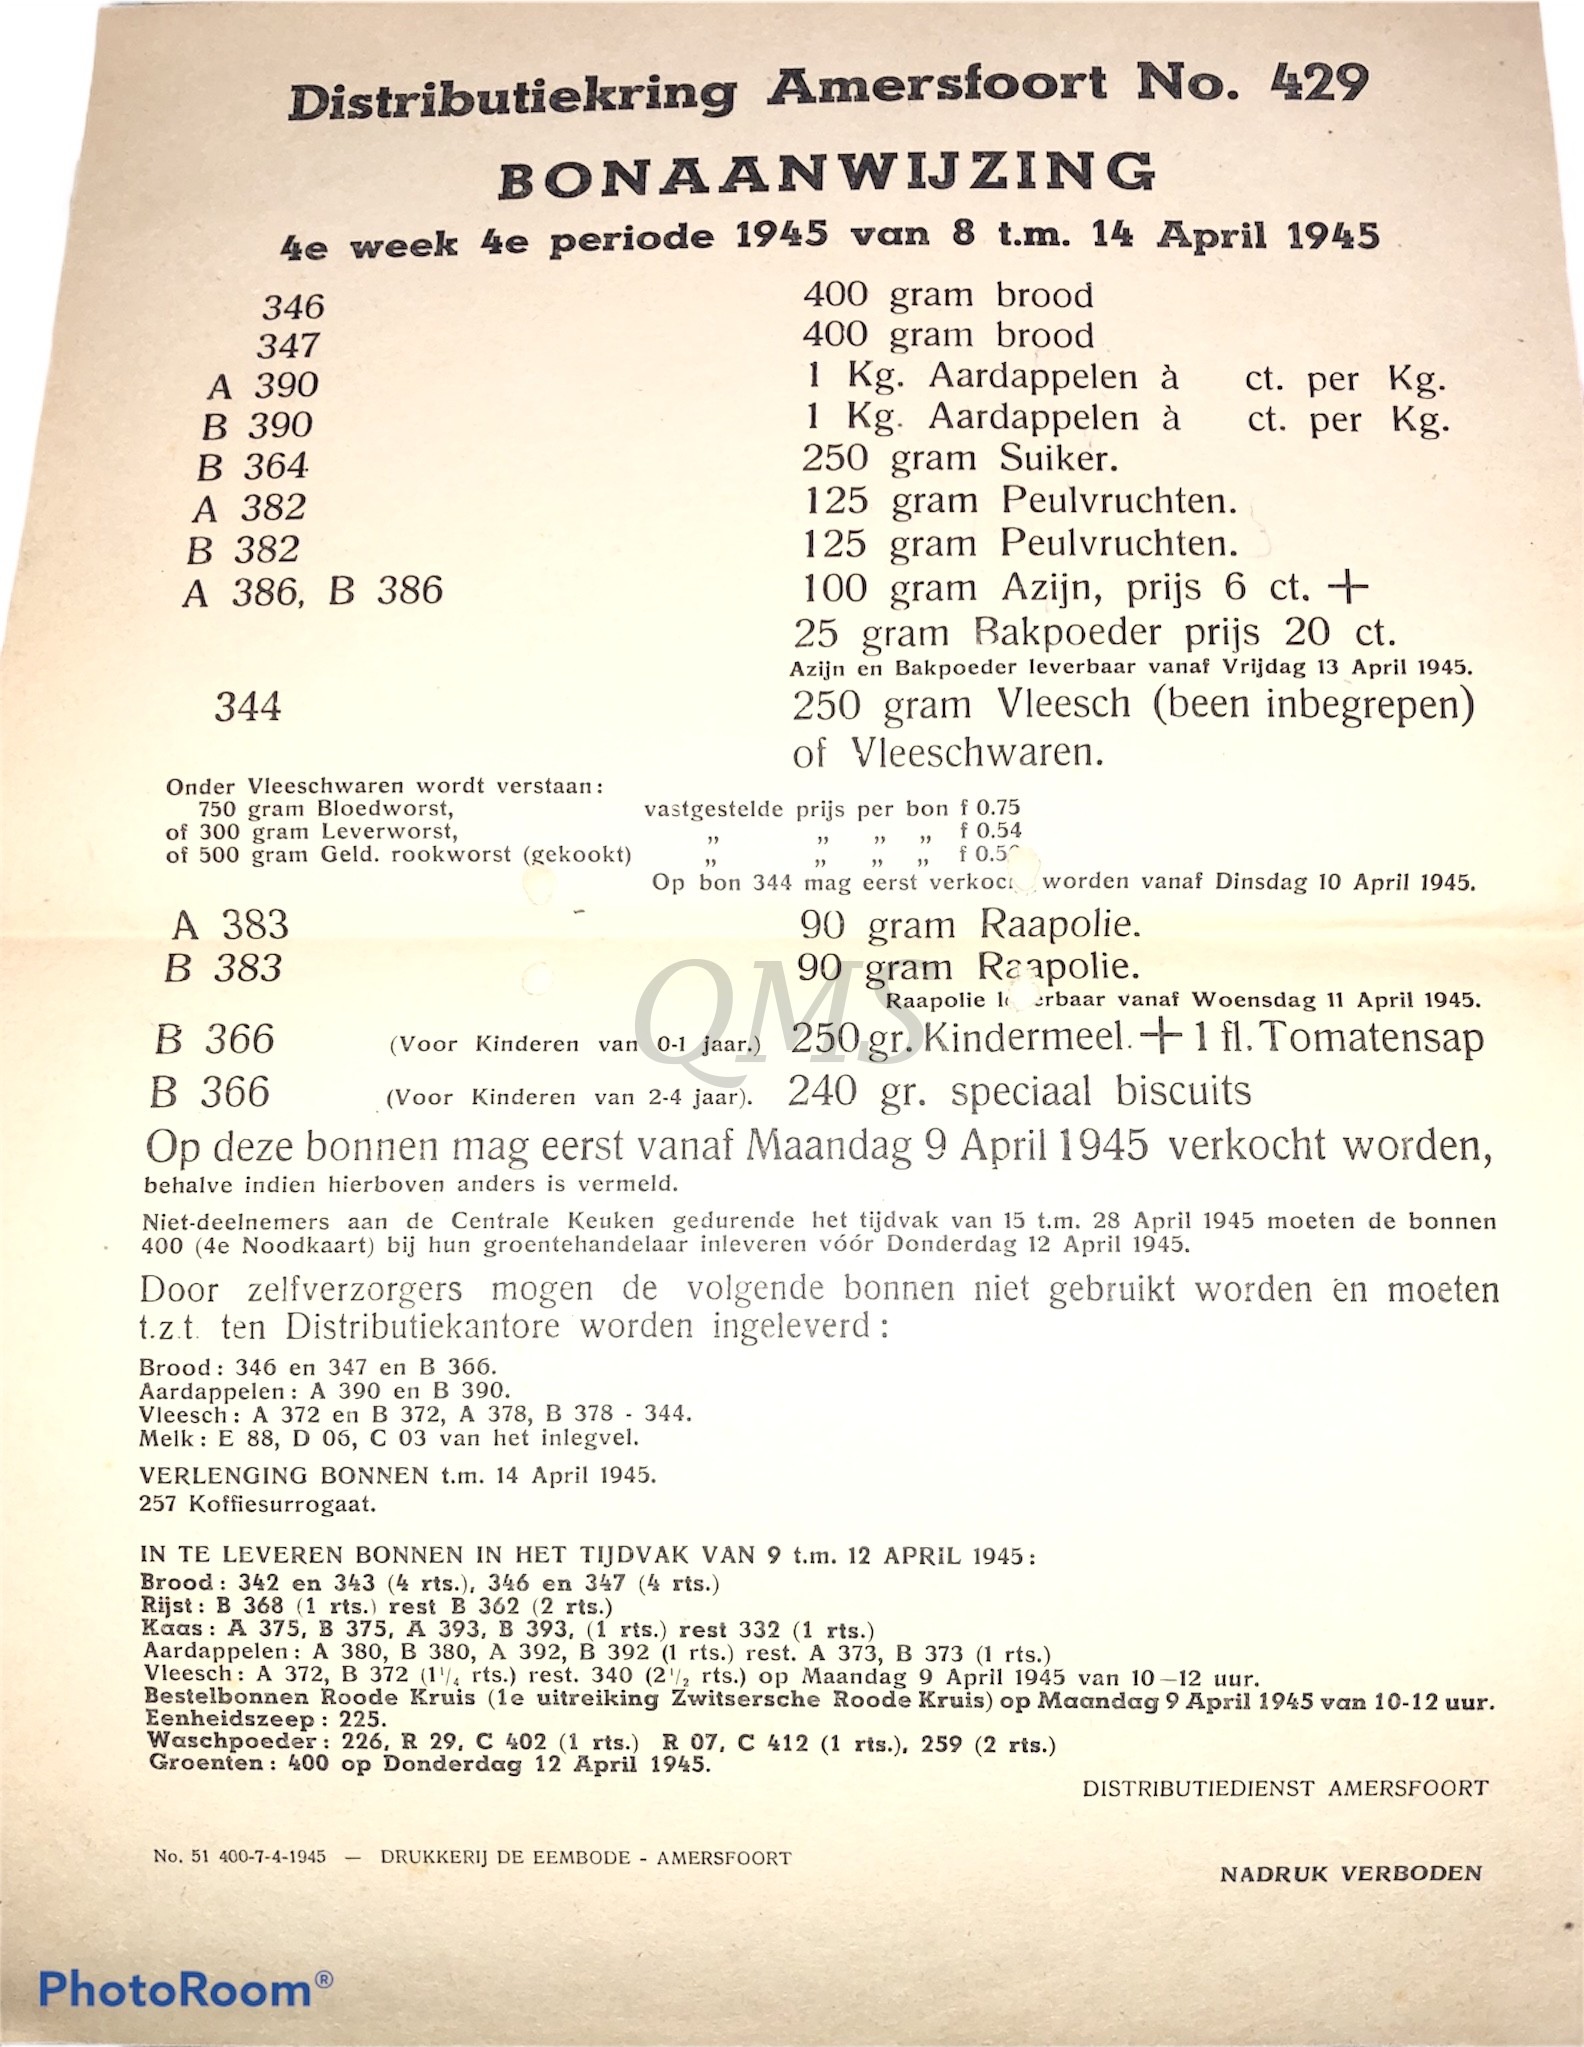 Distributiekring Amersfoort No. 429
BONAANWIJZING
4e week 4e periode 1945 van 8 t.m. 14 April 1945
346 400 gram brood
347 400 gram brood
A 390 1 Kg. Aardappelen à ct. per Kg.
B 390 1 Kg. Aardappelen à ct. per Kg.
B 364 250 gram Suiker.
A 382 125 gram Peulvruchten.
B 382 125 gram Peulvruchten.
A 386, B 386 100 gram Azijn, prijs 6 ct. +
25 gram Bakpoeder prijs 20 ct.
Azijn en Bakpoeder leverbaar vanaf Vrijdag 13 April 1945.
344 250 gram Vleesch (been inbegrepen)
of Vleeschwaren.
Onder Vleeschwaren wordt verstaan:
750 gram Bloedworst, vastgestelde prijs per bon f 0.75
of 300 gram Leverworst, „ „ „ „ f 0.54
of 500 gram Geld. rookworst (gekookt) „ „ „ „ f
Op bon 344 mag eerst worden vanaf Dinsdag 10 April 1945.
A 383 90 gram Raapolie.
B 383 90 gram Raapolie.
Raapolie vanaf Woensdag 11 April 1945.
QMS
B 366 (Voor Kinderen van 0-1 jaar.) 250 gr. Kindermeel. + 1 fl. Tomatensap
B 366 (Voor Kinderen van 2-4 jaar). 240 gr. speciaal biscuits
Op deze bonnen mag eerst vanaf Maandag 9 April 1945 verkocht worden,
behalve indien hierboven anders is vermeld.
Niet-deelnemers aan de Centrale Keuken gedurende het tijdvak van 15 t.m. 28 April 1945 moeten de bonnen
400 (4e Noodkaart) bij hun groentehandelaar inleveren vóór Donderdag 12 April 1945.
Door zelfverzorgers mogen de volgende bonnen niet gebruikt worden en moeten
t.z.t. ten Distributiekantore worden ingeleverd:
Brood: 346 en 347 en B 366.
Aardappelen: A 390 en B 390.
Vleesch: A 372 en B 372, A 378, B 378 - 344.
Melk: E 88, D 06, C 03 van het inlegvel.
VERLENGING BONNEN t.m. 14 April 1945.
257 Koffiesurrogaat.
IN TE LEVEREN BONNEN IN HET TIJDVAK VAN 9 t.m. 12 APRIL 1945:
Brood: 342 en 343 (4 rts.), 346 en 347 (4 rts.)
Rijst: B 368 (1 rts.) rest B 362 (2 rts.)
Kaas: A 375, B 375, A 393, B 393, (1 rts.) rest 332 (1 rts.)
Aardappelen: A 380, B 380, A 392, B 392 (1 rts.) rest. A 373, B 373 (1 rts.)
Vleesch: A 372, B 372 (1 1/4 rts.) rest. 340 (2 1/2 rts.) op Maandag 9 April 1945 van 10—12 uur.
Bestelbonnen Roode Kruis (1e uitreiking Zwitsersche Roode Kruis) op Maandag 9 April 1945 van 10-12 uur.
Eenheidszeep: 225.
Waschpoeder: 226, R 29, C 402 (1 rts.) R 07, C 412 (1 rts.), 259 (2 rts.)
Groenten: 400 op Donderdag 12 April 1945.
DISTRIBUTIEDIENST AMERSFOORT
No. 51 400-7-4-1945 — DRUKKERIJ DE EEMBODE - AMERSFOORT
NADRUK VERBODEN
PhotoRoom®